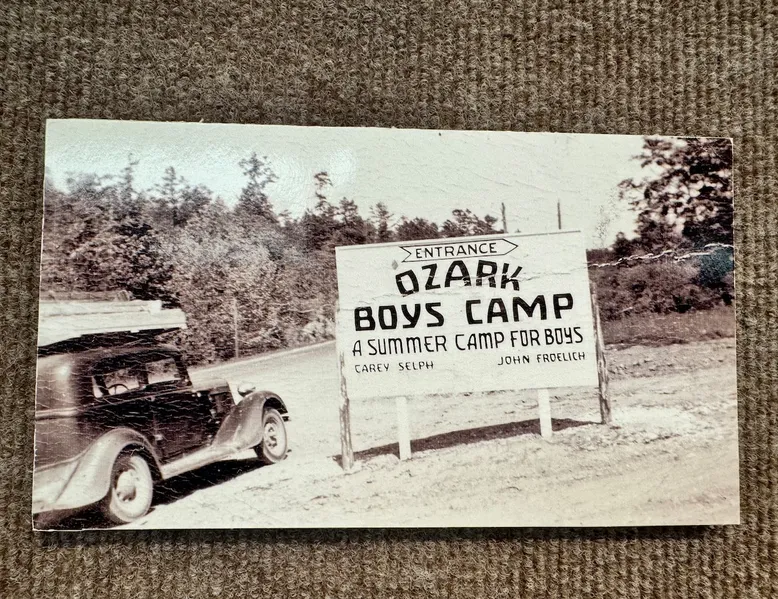 ENTRANCE
OZARK
BOYS CAMP
A SUMMER CAMP FOR BOYS
CAREY SELPH JOHN FROELICH